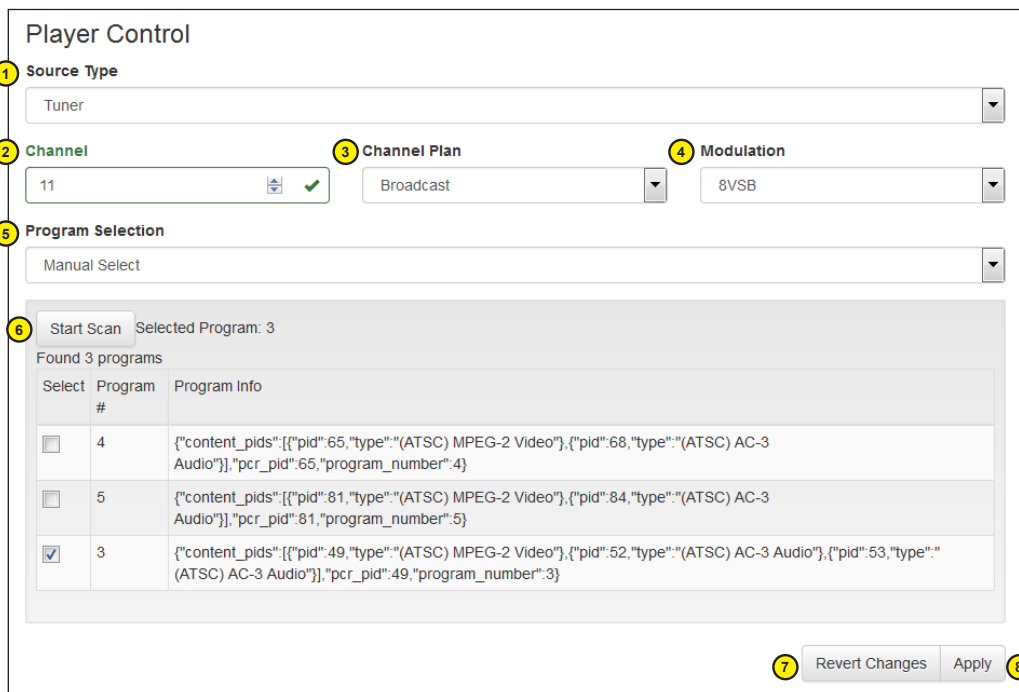 Player Control
1 Source Type
Tuner
2 Channel 3 Channel Plan 4 Modulation
11 Broadcast 8VSB
5 Program Selection
Manual Select
6 Start Scan Selected Program: 3
Found 3 programs
Select Program # Program Info
4 {"content_pids":[{"pid":65,"type":"(ATSC) MPEG-2 Video"},{"pid":68,"type":"(ATSC) AC-3
Audio"}],"pcr_pid":65,"program_number":4}
5 {"content_pids":[{"pid":81,"type":"(ATSC) MPEG-2 Video"},{"pid":84,"type":"(ATSC) AC-3
Audio"}],"pcr_pid":81,"program_number":5}
3 {"content_pids":[{"pid":49,"type":"(ATSC) MPEG-2 Video"},{"pid":52,"type":"(ATSC) AC-3 Audio"},{"pid":53,"type":"
(ATSC) AC-3 Audio"}],"pcr_pid":49,"program_number":3}
7 Revert Changes Apply 8